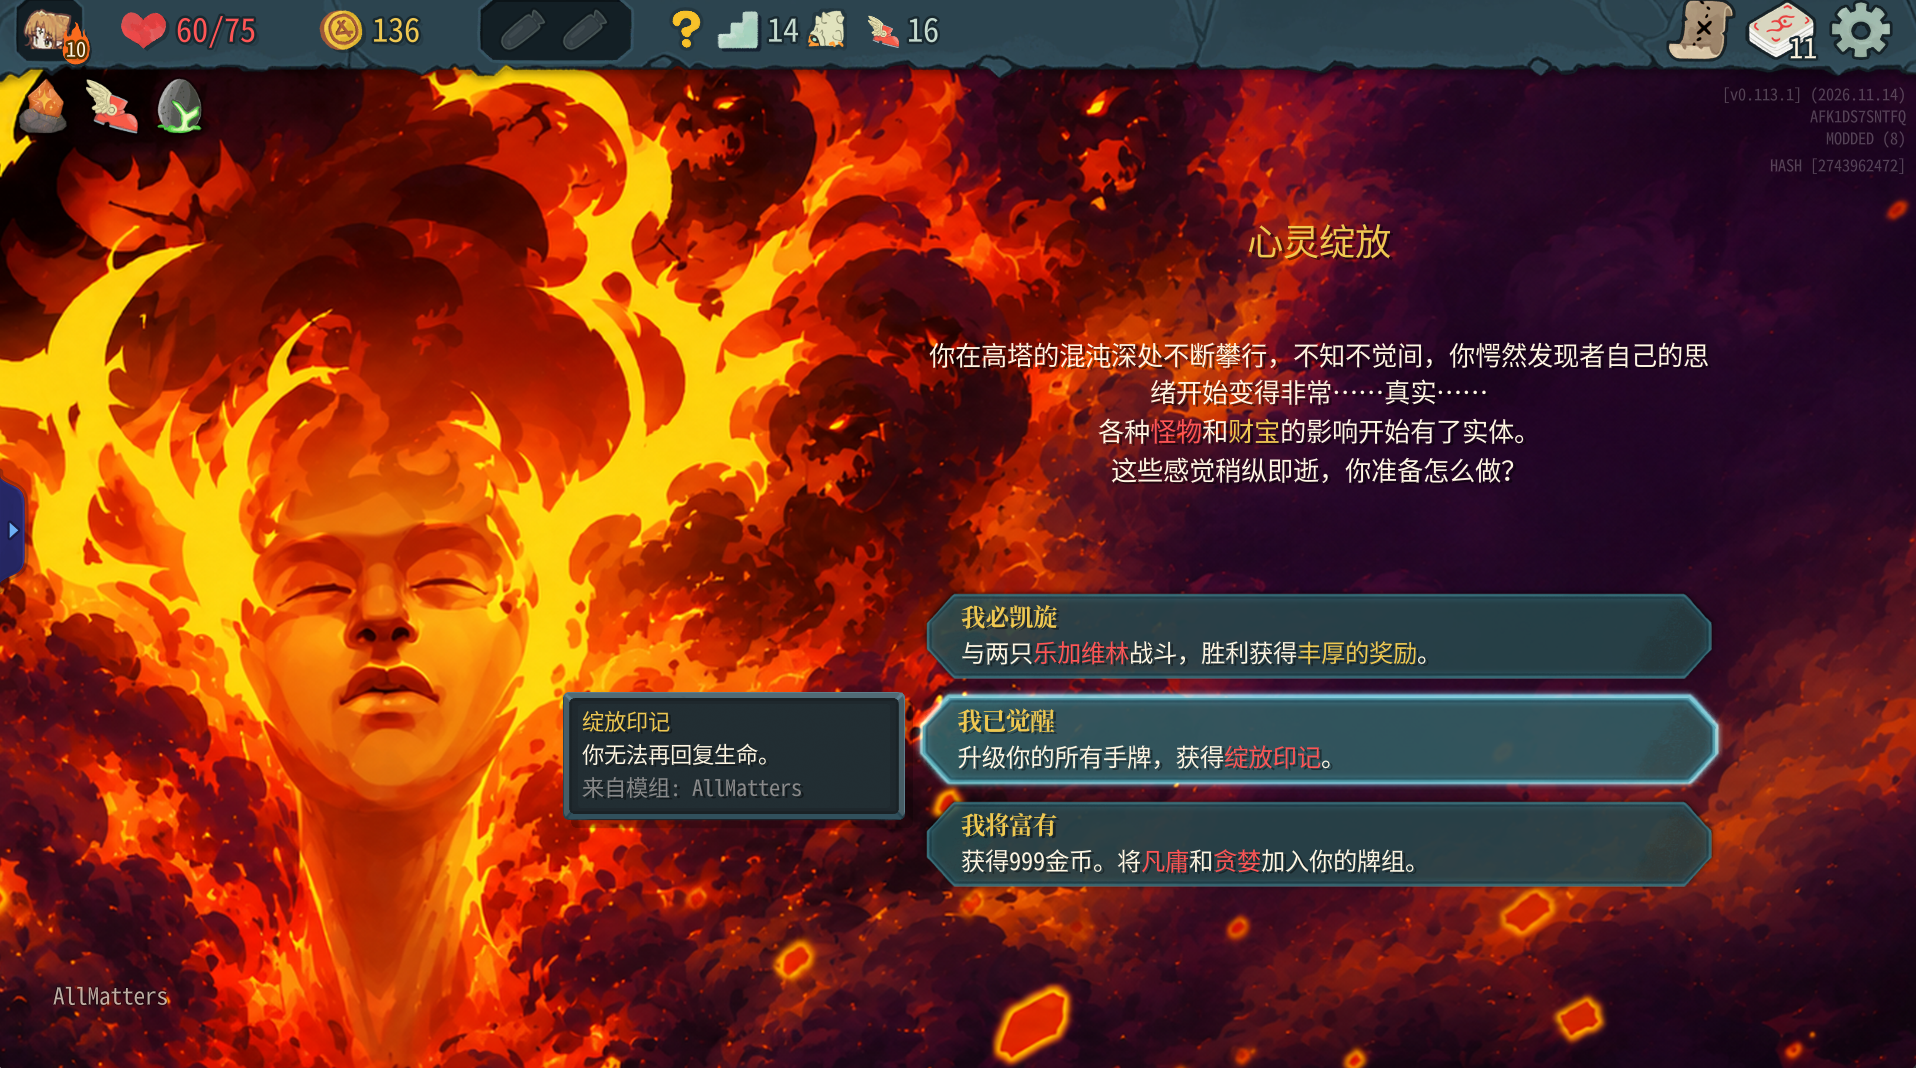 10
60/75
136
14
16
11
[v0.113.1] (2026.11.14)
AFK1DS7SNTFQ
MODDED (8)
HASH [2743962472]
心灵绽放
你在高塔的混沌深处不断攀行，不知不觉间，你愕然发现者自己的思
绪开始变得非常……真实……
各种怪物和财宝的影响开始有了实体。
这些感觉稍纵即逝，你准备怎么做？
我必凯旋
与两只乐加维林战斗，胜利获得丰厚的奖励。
我已觉醒
升级你的所有手牌，获得绽放印记。
绽放印记
你无法再回复生命。
来自模组：AllMatters
我将富有
获得999金币。将凡庸和贪婪加入你的牌组。
AllMatters